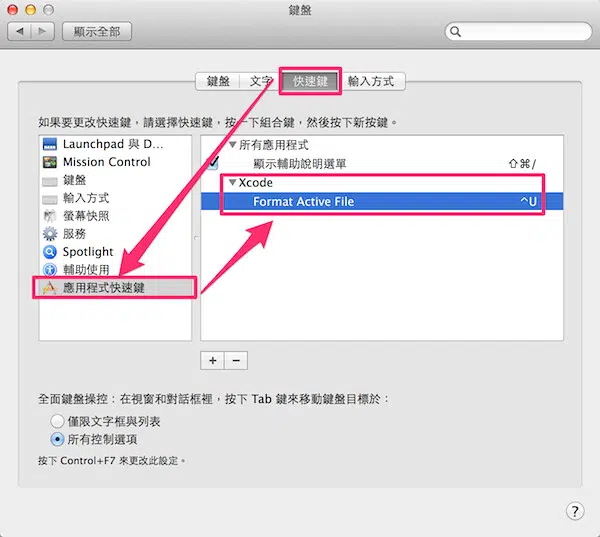 鍵盤
顯示全部
鍵盤 文字 快速鍵 輸入方式
如果要更改快速鍵，請選擇快速鍵，按一下組合鍵，然後按下新按鍵。
Launchpad 與 D...
Mission Control
鍵盤
輸入方式
螢幕快照
服務
Spotlight
輔助使用
應用程式快速鍵
▼所有應用程式
顯示輔助說明選單 ⇧⌘/
▼Xcode
Format Active File ^U
+ −
全面鍵盤操控：在視窗和對話框裡，按下 Tab 鍵來移動鍵盤目標於：
僅限文字框與列表
所有控制選項
按下 Control+F7 來更改此設定。
?